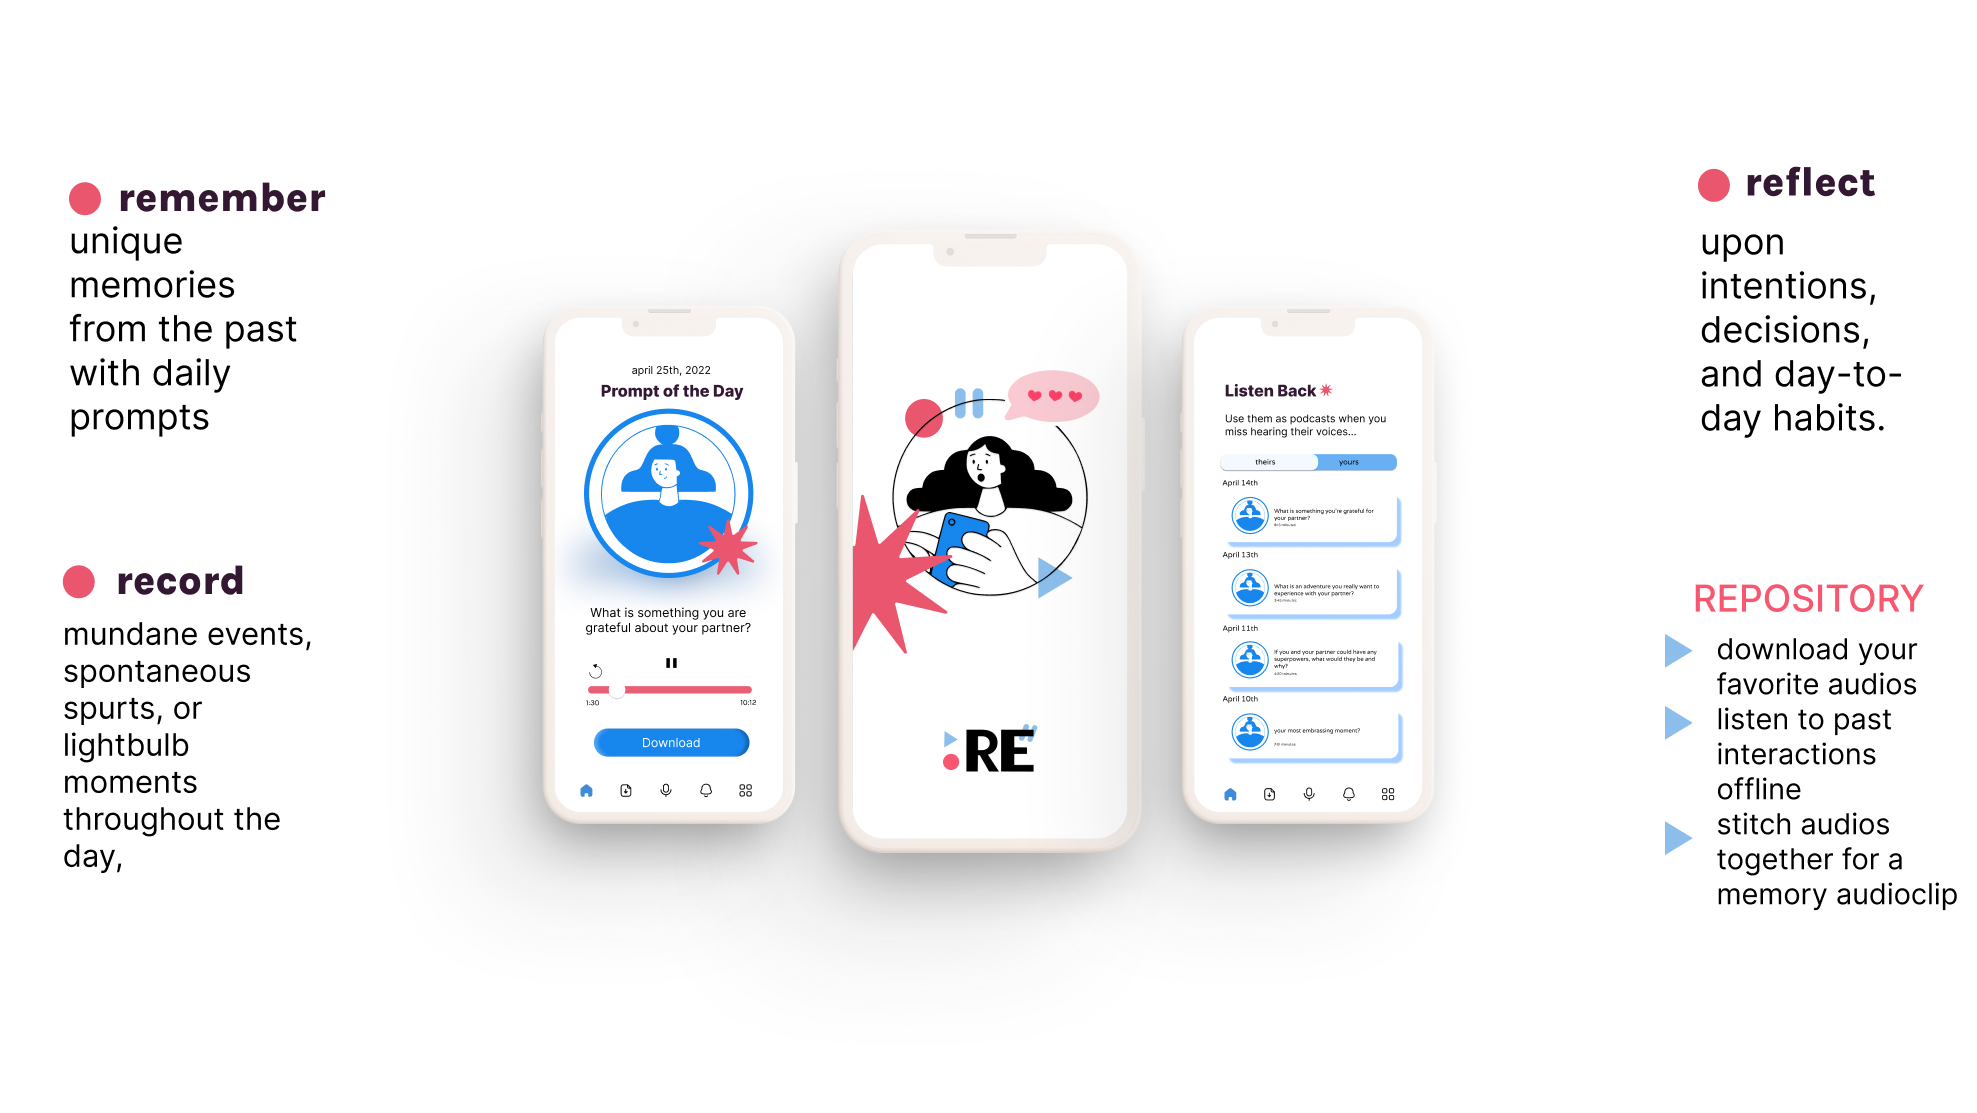 remember
unique
memories
from the past
with daily
prompts
record
mundane events,
spontaneous
spurts, or
lightbulb
moments
throughout the
day,
april 25th, 2022
Prompt of the Day
What is something you are
grateful about your partner?
1:30
10:12
Download
RE
Listen Back
Use them as podcasts when you
miss hearing their voices...
theirs
yours
April 14th
What is something you're grateful for
your partner?
April 13th
What is an adventure you really want to
experience with your partner?
April 11th
If you and your partner could have any
superpowers, what would they be and
why?
April 10th
your most embrassing moment?
reflect
upon
intentions,
decisions,
and day-to-
day habits.
REPOSITORY
download your
favorite audios
listen to past
interactions
offline
stitch audios
together for a
memory audioclip